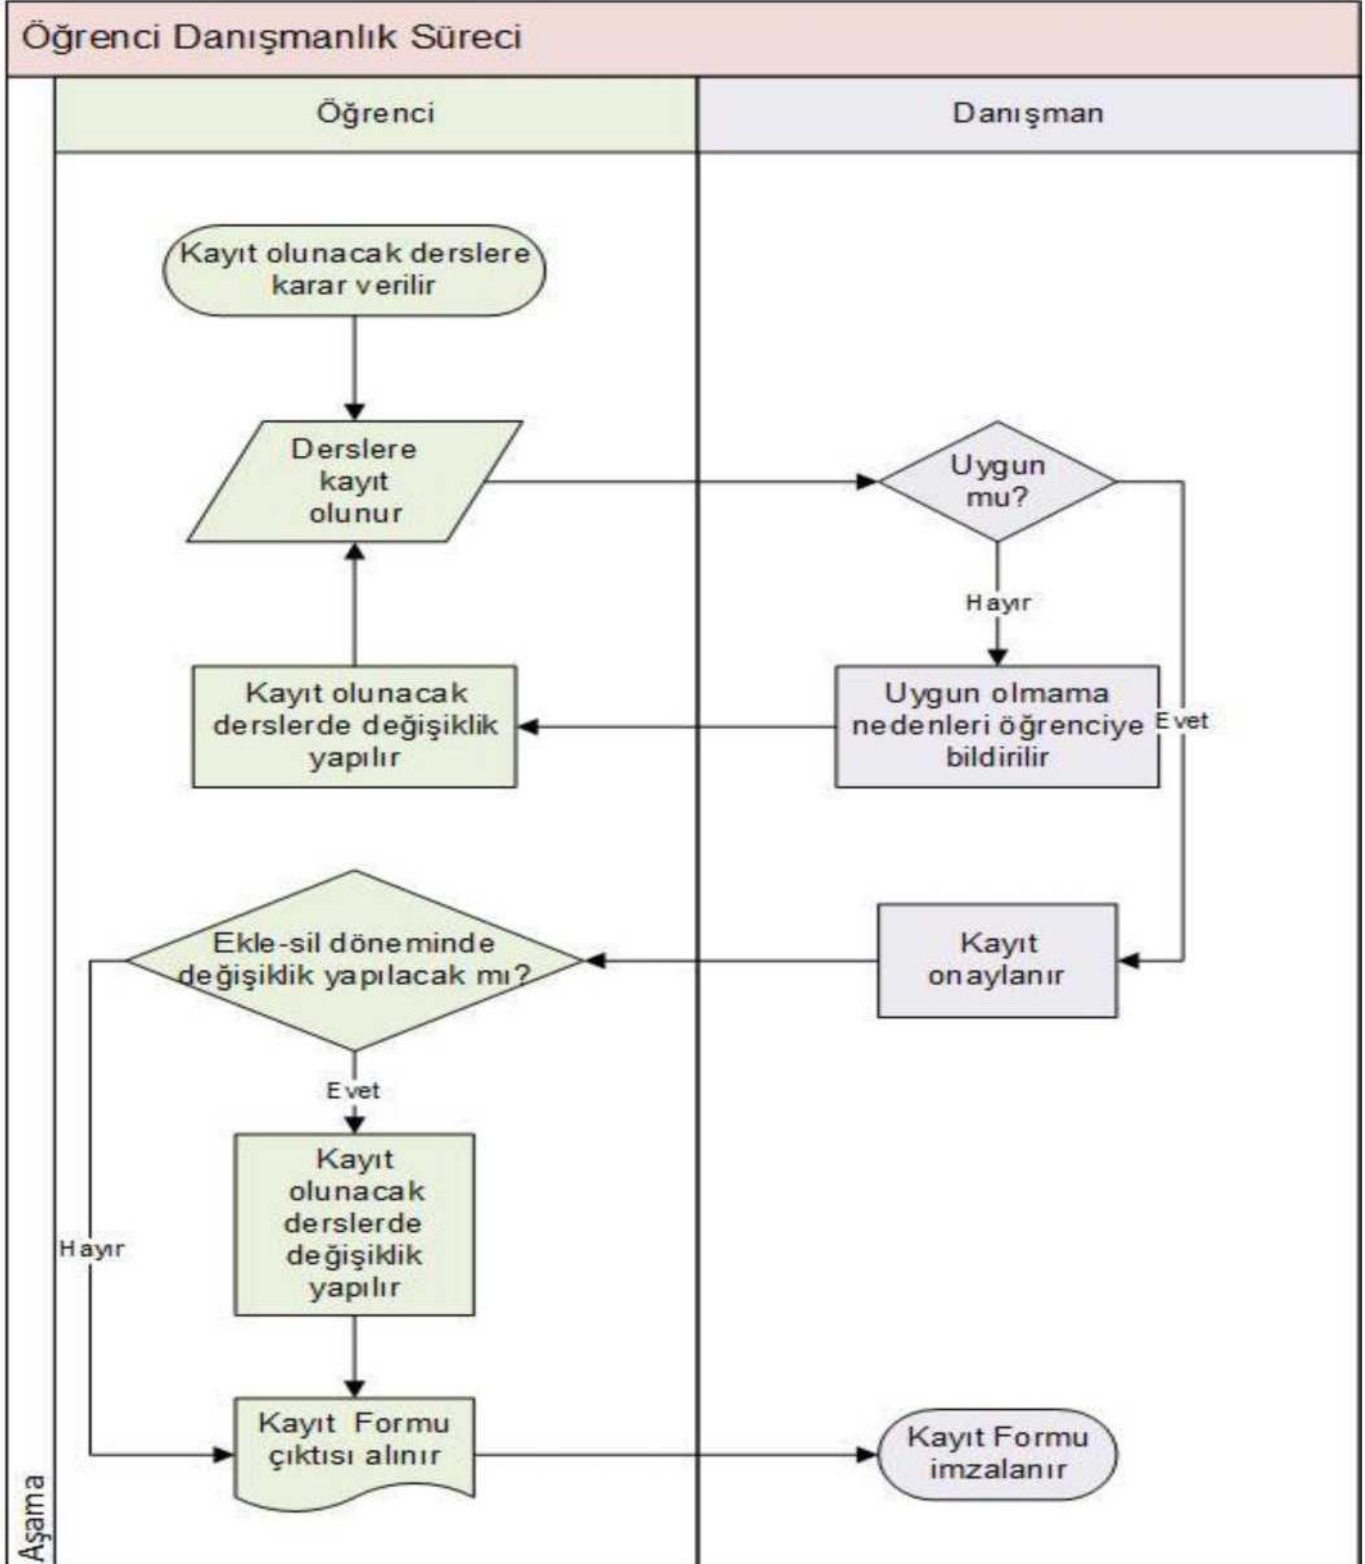 Öğrenci Danışmanlık Süreci
Öğrenci
Danışman
Kayıt olunacak derslere
karar verilir
Derslere
kayıt
olunur
Uygun
mu?
Hayır
Kayıt olunacak
derslerde değişiklik
yapılır
Uygun olmama
nedenleri öğrenciye
bildirilir
Evet
Ekle-sil döneminde
değişiklik yapılacak mı?
Kayıt
onaylanır
Evet
Kayıt
olunacak
derslerde
değişiklik
yapılır
Hayır
Kayıt Formu
çıktısı alınır
Kayıt Formu
imzalanır
Aşama